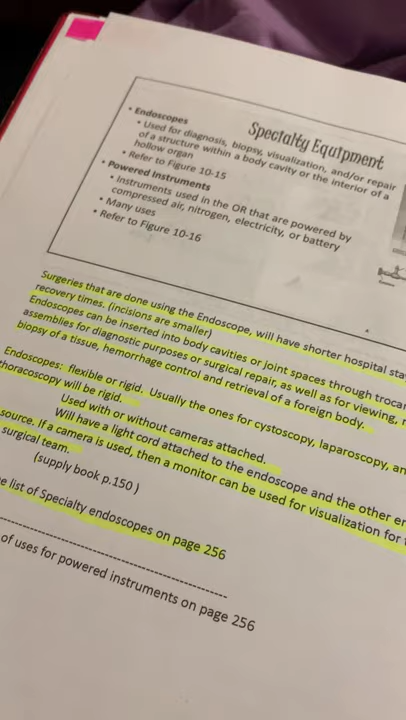 Specialty Equipment
• Endoscopes
• Used for diagnosis, biopsy, visualization, and/or repair
of a structure within a body cavity or the interior of a
hollow organ
• Refer to Figure 10-15
• Powered Instruments
• Instruments used in the OR that are powered by
compressed air, nitrogen, electricity, or battery
• Many uses
• Refer to Figure 10-16
Surgeries that are done using the Endoscope, will have shorter hospital
recovery times. (incisions are smaller)
Endoscopes can be inserted into body cavities or joint spaces through
assemblies for diagnostic purposes or surgical repair, as well as for viewing,
biopsy of a tissue, hemorrhage control and retrieval of a foreign body.
Endoscopes: flexible or rigid. Usually the ones for cystoscopy, laparoscopy,
thoracoscopy will be rigid.
Used with or without cameras attached.
Will have a light cord attached to the endoscope and the other
source. If a camera is used, then a monitor can be used for visualization for
surgical team.
(supply book p.150 )
list of Specialty endoscopes on page 256
of uses for powered instruments on page 256